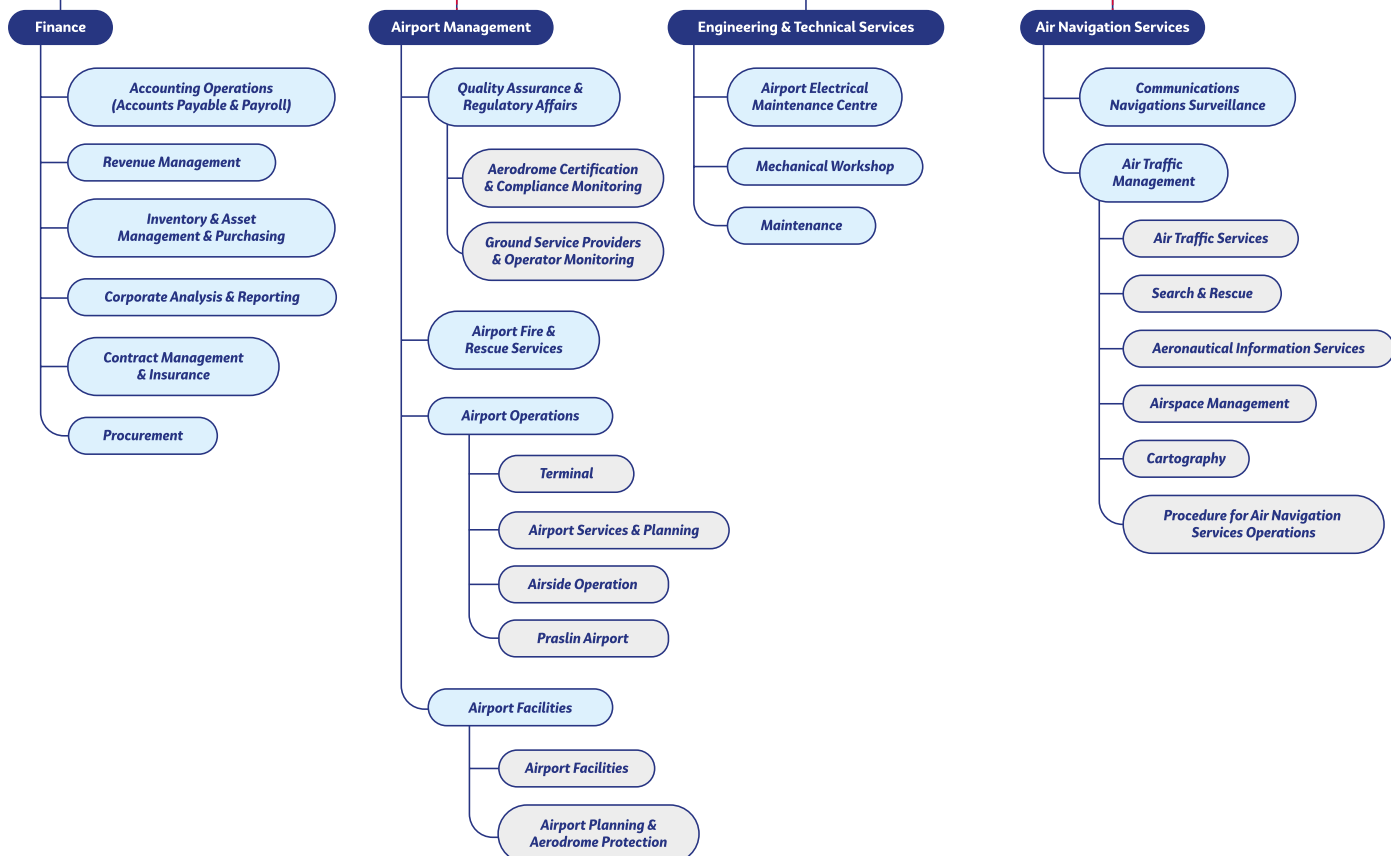 Finance
Accounting Operations
(Accounts Payable & Payroll)
Revenue Management
Inventory & Asset
Management & Purchasing
Corporate Analysis & Reporting
Contract Management
& Insurance
Procurement
Airport Management
Quality Assurance &
Regulatory Affairs
Aerodrome Certification
& Compliance Monitoring
Ground Service Providers
& Operator Monitoring
Airport Fire &
Rescue Services
Airport Operations
Terminal
Airport Services & Planning
Airside Operation
Praslin Airport
Airport Facilities
Airport Facilities
Airport Planning &
Aerodrome Protection
Engineering & Technical Services
Airport Electrical
Maintenance Centre
Mechanical Workshop
Maintenance
Air Navigation Services
Communications
Navigations Surveillance
Air Traffic
Management
Air Traffic Services
Search & Rescue
Aeronautical Information Services
Airspace Management
Cartography
Procedure for Air Navigation
Services Operations